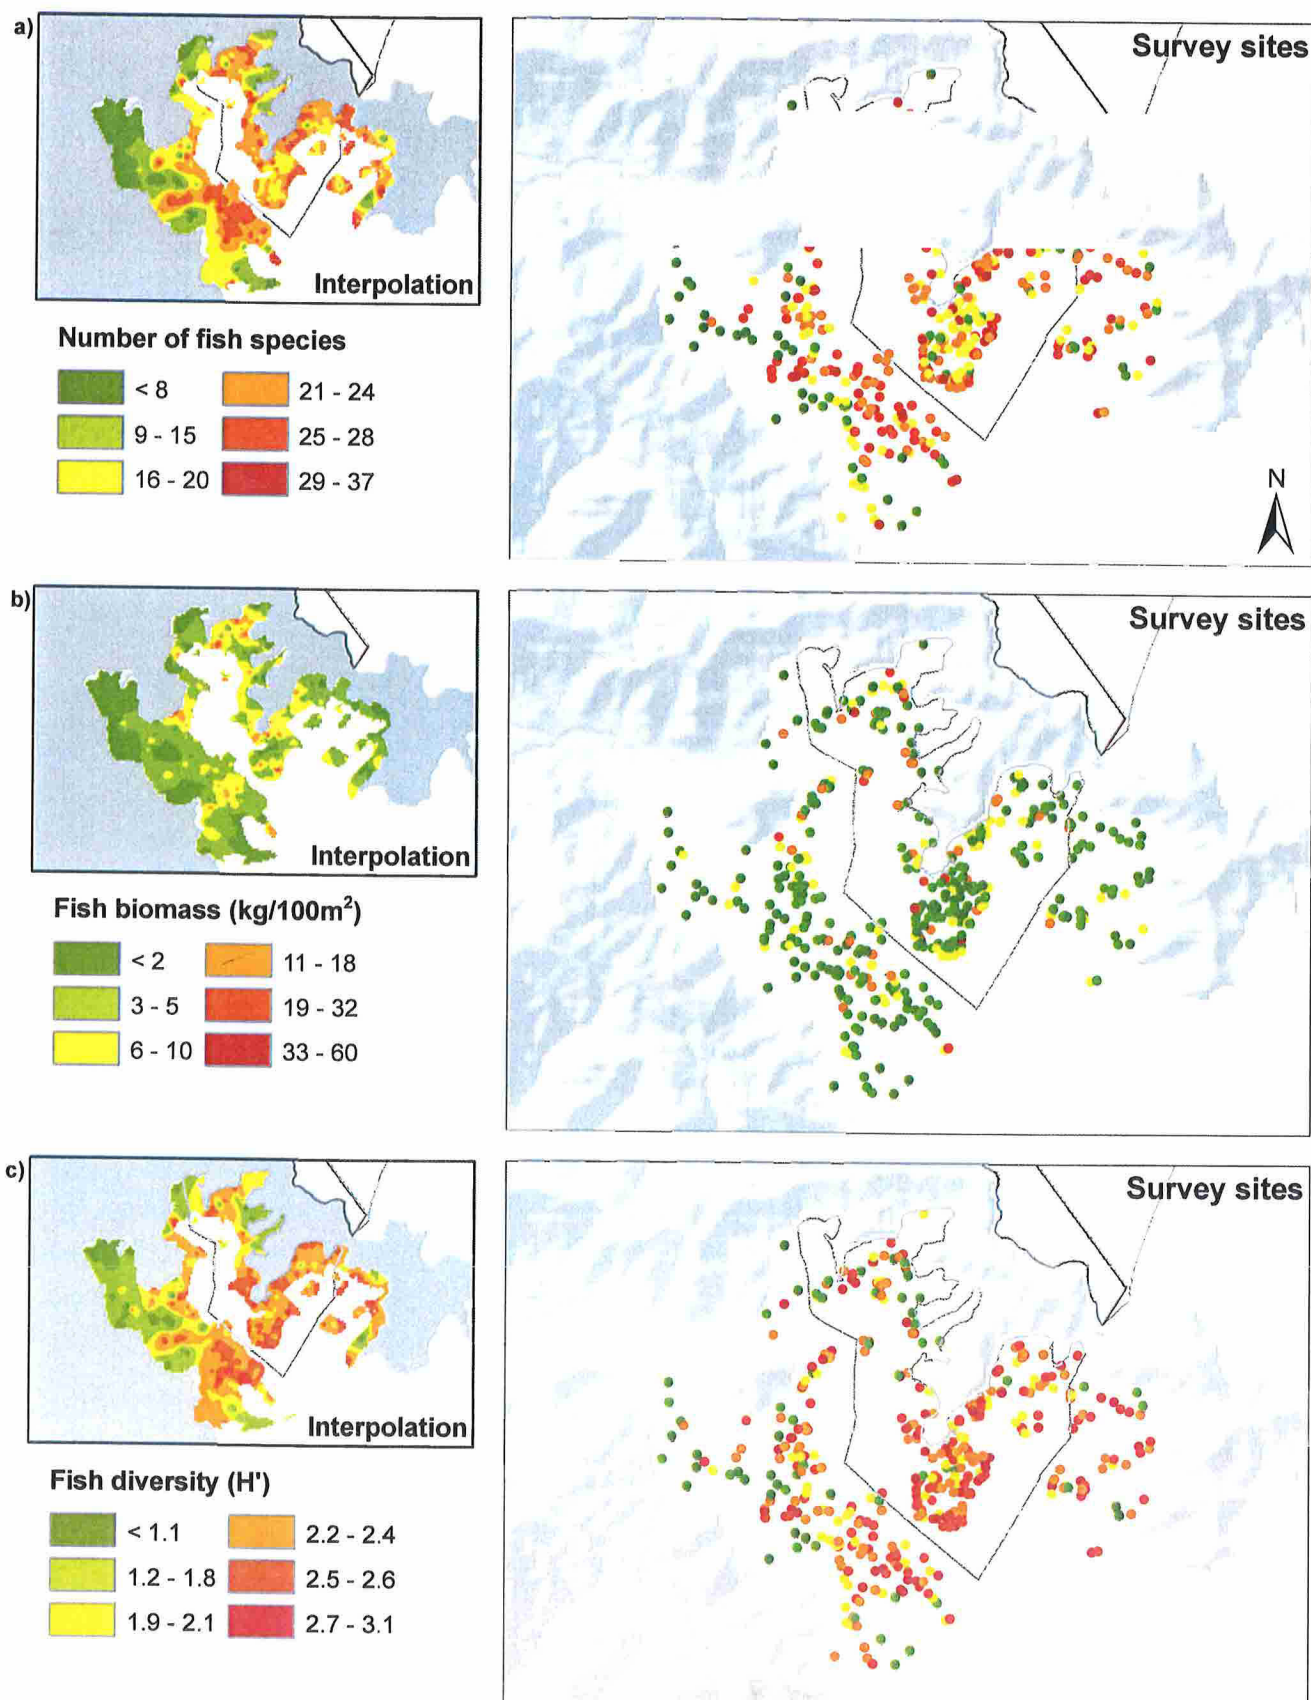 a)
Survey sites
Interpolation
Number of fish species
< 8
21 - 24
9 - 15
25 - 28
16 - 20
29 - 37
N
b)
Survey sites
Interpolation
Fish biomass (kg/100m²)
< 2
11 - 18
3 - 5
19 - 32
6 - 10
33 - 60
c)
Survey sites
Interpolation
Fish diversity (H')
< 1.1
2.2 - 2.4
1.2 - 1.8
2.5 - 2.6
1.9 - 2.1
2.7 - 3.1